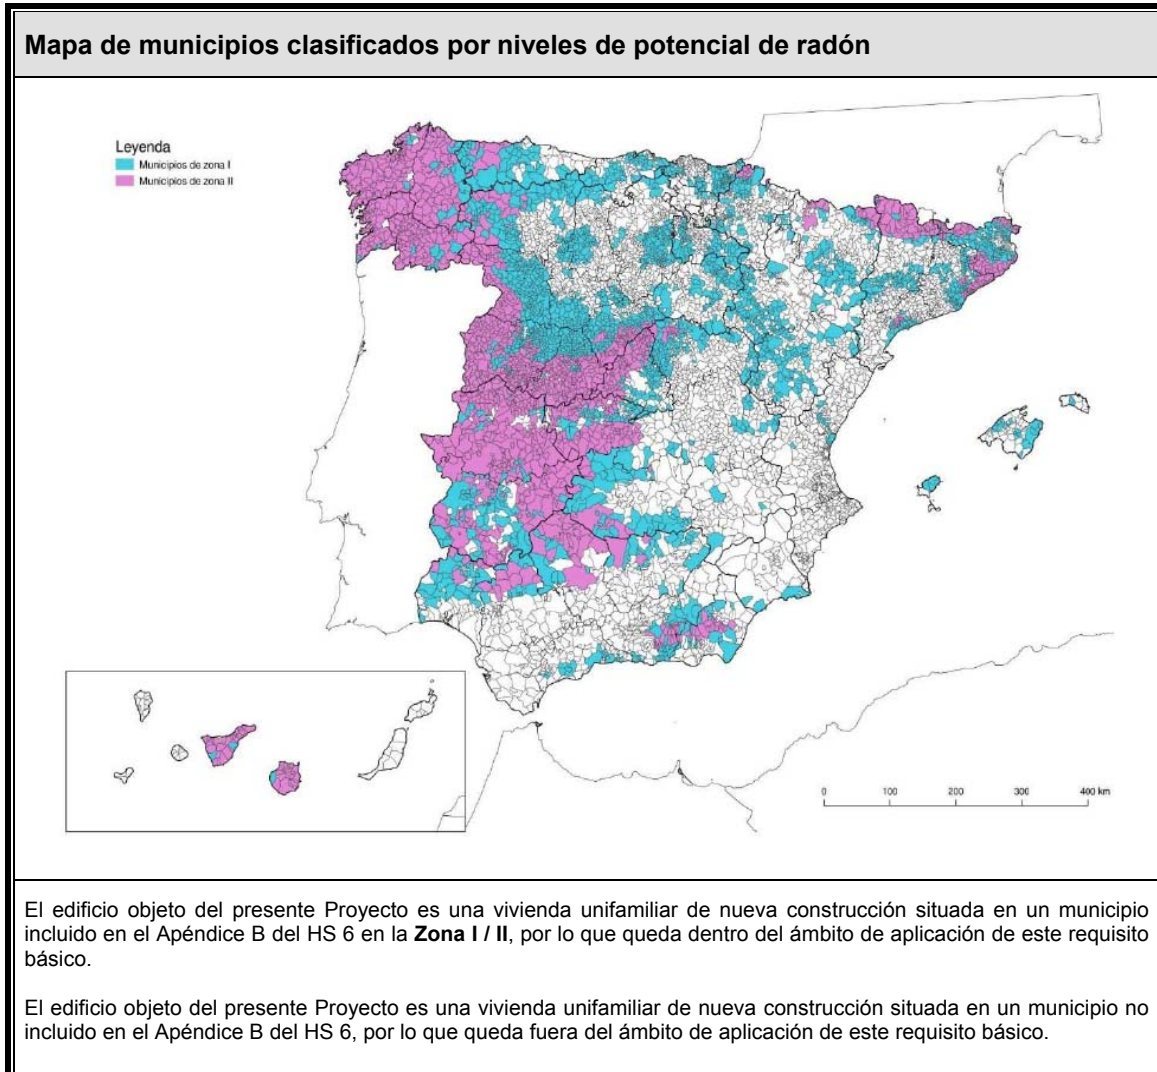 Mapa de municipios clasificados por niveles de potencial de radón
Leyenda
Municipios de zona I
Municipios de zona II
0 100 200 300 400 km
El edificio objeto del presente Proyecto es una vivienda unifamiliar de nueva construcción situada en un municipio
incluido en el Apéndice B del HS 6 en la Zona I / II, por lo que queda dentro del ámbito de aplicación de este requisito
básico.
El edificio objeto del presente Proyecto es una vivienda unifamiliar de nueva construcción situada en un municipio no
incluido en el Apéndice B del HS 6, por lo que queda fuera del ámbito de aplicación de este requisito básico.